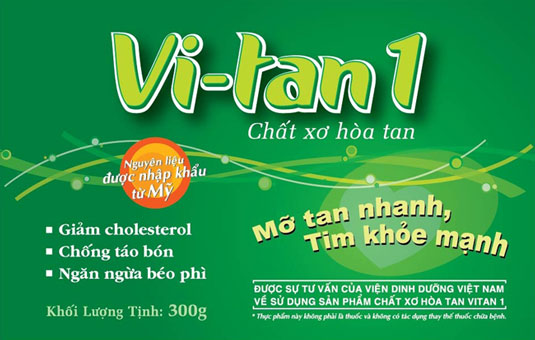 Vi-tan 1
Chất xơ hòa tan
Nguyên liệu
được nhập khẩu
từ Mỹ
Mỡ tan nhanh,
Tim khỏe mạnh
▪ Giảm cholesterol
▪ Chống táo bón
▪ Ngăn ngừa béo phì
Khối Lượng Tịnh: 300g
ĐƯỢC SỰ TƯ VẤN CỦA VIỆN DINH DƯỠNG VIỆT NAM
VỀ SỬ DỤNG SẢN PHẨM CHẤT XƠ HÒA TAN VITAN 1
* Thực phẩm này không phải là thuốc và không có tác dụng thay thế thuốc chữa bệnh.